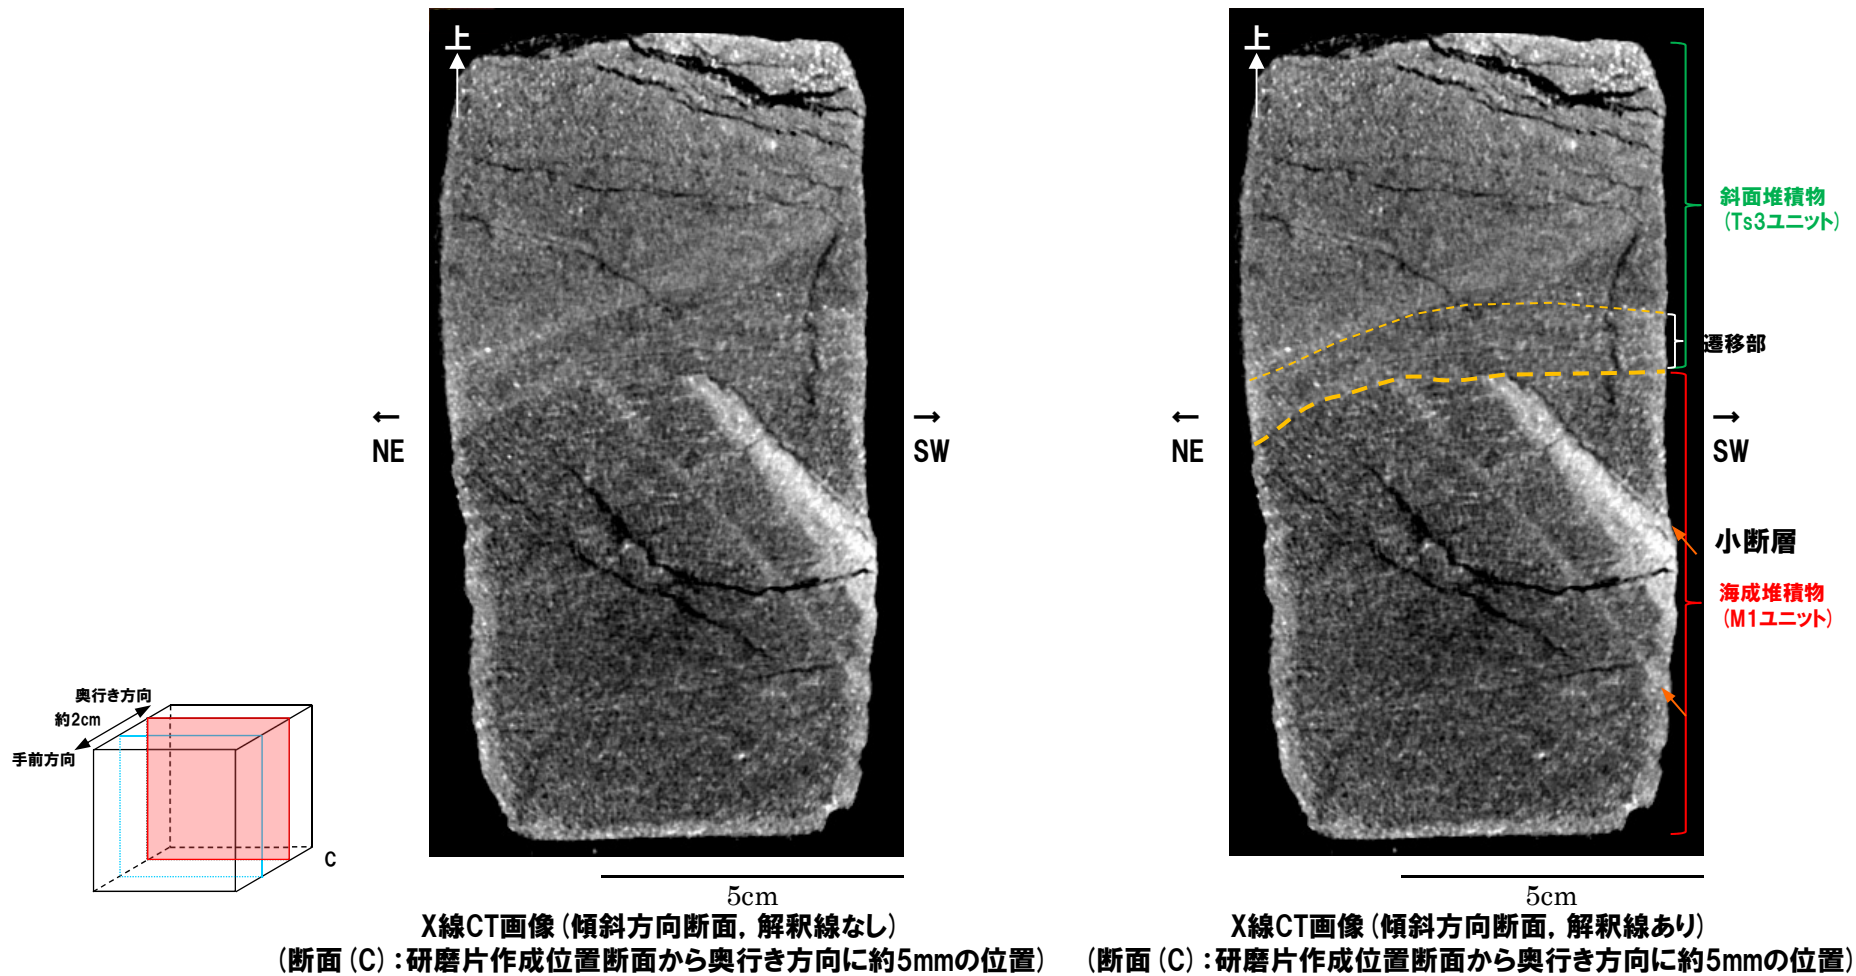 上
←
NE
→
SW
5cm
X線CT画像(傾斜方向断面，解釈線なし)
(断面(C)：研磨片作成位置断面から奥行き方向に約5mmの位置)
奥行き方向
約2cm
手前方向
C
上
←
NE
→
SW
斜面堆積物
(Ts3ユニット)
遷移部
小断層
海成堆積物
(M1ユニット)
5cm
X線CT画像(傾斜方向断面，解釈線あり)
(断面(C)：研磨片作成位置断面から奥行き方向に約5mmの位置)